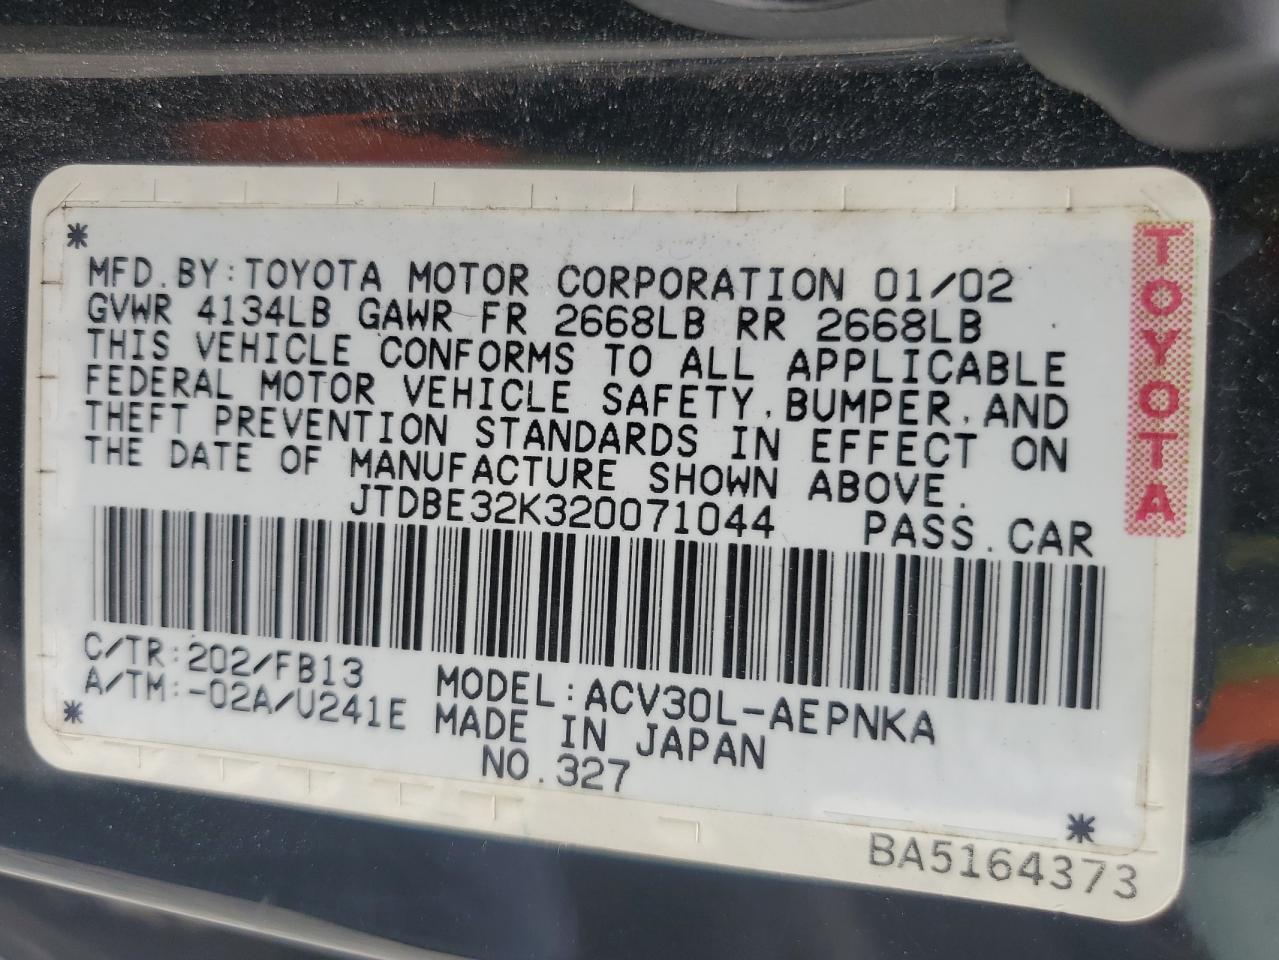 MFD. BY: TOYOTA MOTOR CORPORATION 01/02
GVWR 4134LB GAWR FR 2668LB RR 2668LB
THIS VEHICLE CONFORMS TO ALL APPLICABLE
FEDERAL MOTOR VEHICLE SAFETY, BUMPER, AND
THEFT PREVENTION STANDARDS IN EFFECT ON
THE DATE OF MANUFACTURE SHOWN ABOVE.
JTDBE32K320071044 PASS. CAR
C/TR: 202/FB13 MODEL: ACV30L-AEPNKA
A/TM: -02A/U241E MADE IN JAPAN
NO. 327
BA5164373
TOYOTA